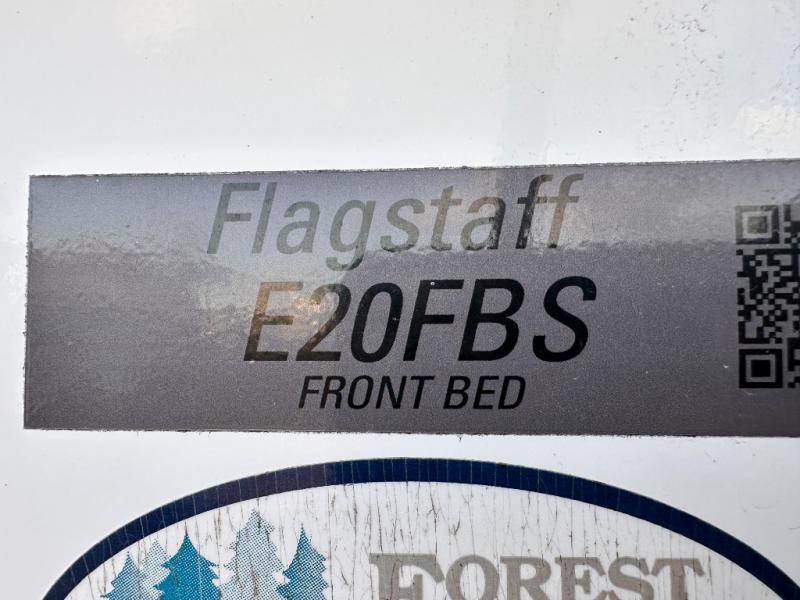 Flagstaff
E20FBS
FRONT BED
FOREST